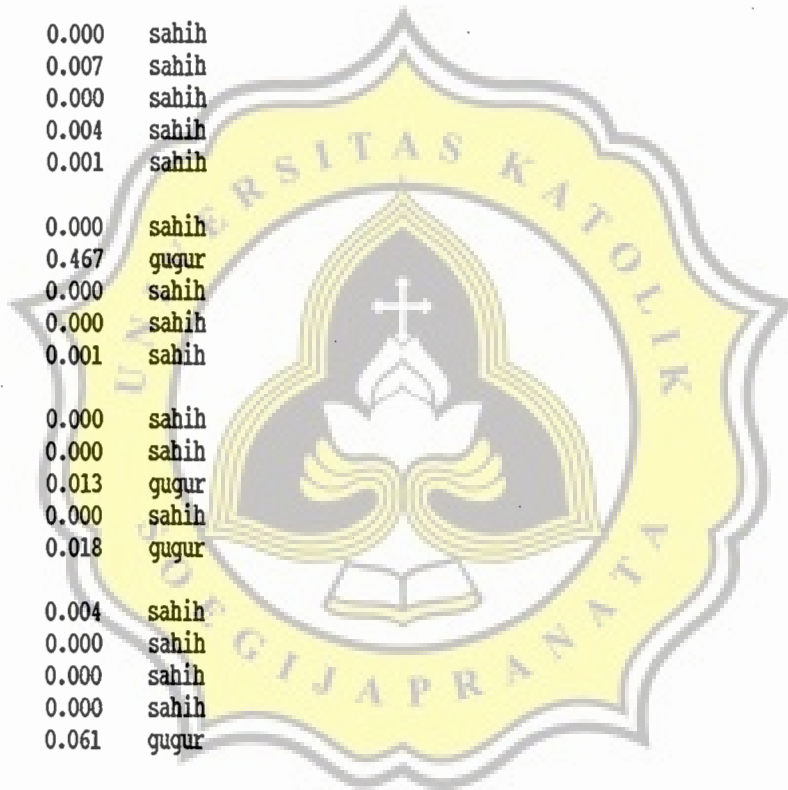 0.000 sahih
0.007 sahih
0.000 sahih
0.004 sahih
0.001 sahih
0.000 sahih
0.467 gugur
0.000 sahih
0.000 sahih
0.001 sahih
0.000 sahih
0.000 sahih
0.013 gugur
0.000 sahih
0.018 gugur
0.004 sahih
0.000 sahih
0.000 sahih
0.000 sahih
0.061 gugur
UNIVERSITAS KATOLIK
SOEGIJAPRANATA